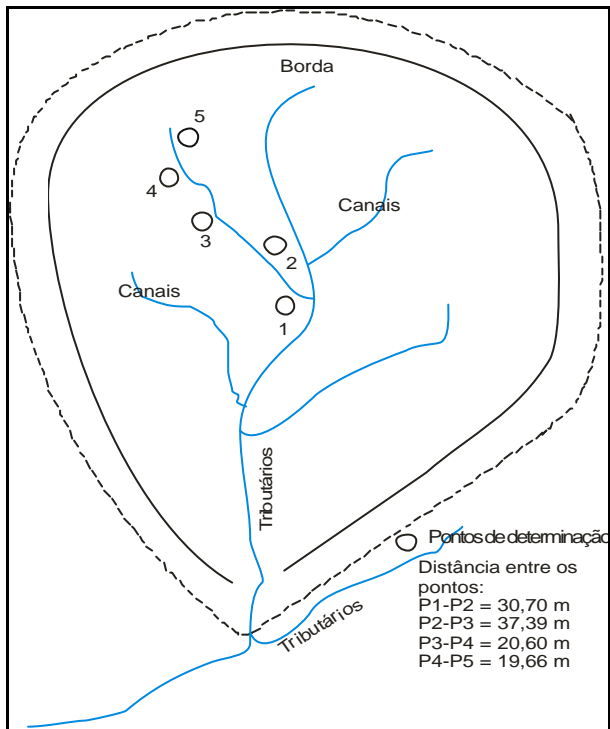 Borda
5
4
Canais
3
2
Canais
1
Tributários
Pontos de determinação
Distância entre os
pontos:
P1-P2 = 30,70 m
P2-P3 = 37,39 m
P3-P4 = 20,60 m
P4-P5 = 19,66 m
Tributários